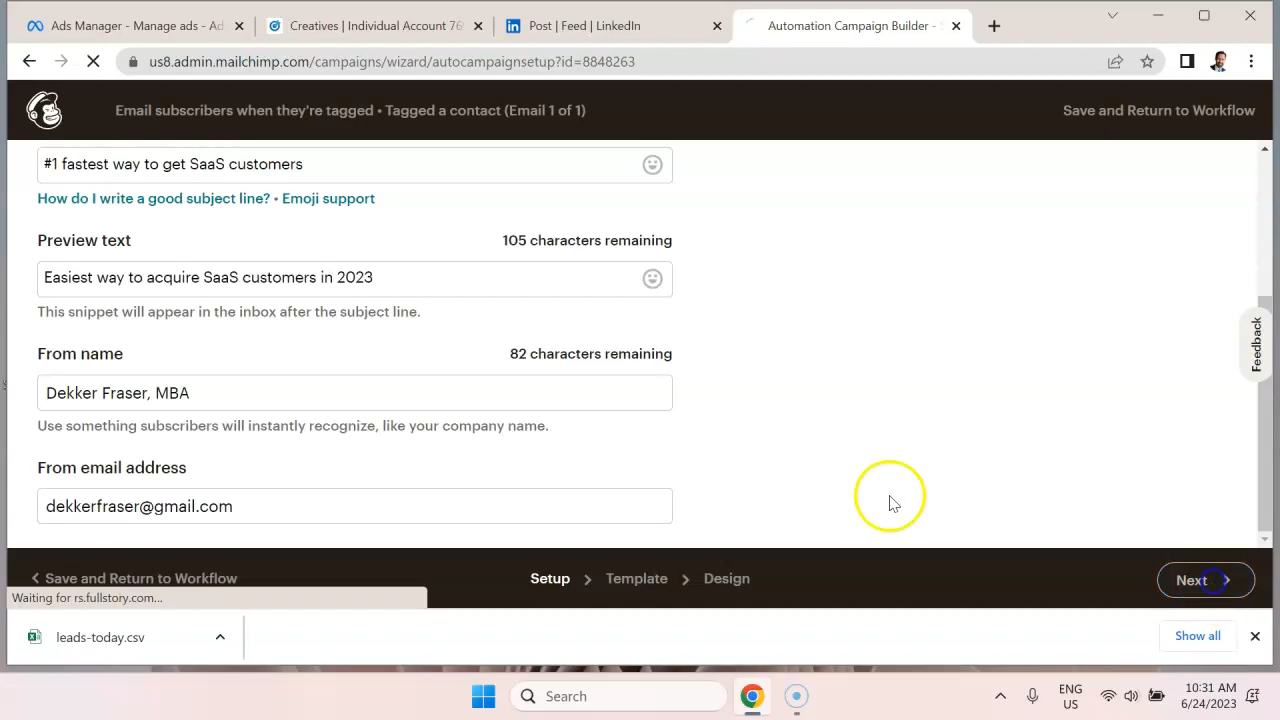 Ads Manager - Manage ads - Ad
Creatives | Individual Account 76
Post | Feed | LinkedIn
Automation Campaign Builder -
us8.admin.mailchimp.com/campaigns/wizard/autocampaignsetup?id=8848263
Email subscribers when they're tagged • Tagged a contact (Email 1 of 1)
Save and Return to Workflow
#1 fastest way to get SaaS customers
How do I write a good subject line? • Emoji support
Preview text
105 characters remaining
Easiest way to acquire SaaS customers in 2023
This snippet will appear in the inbox after the subject line.
From name
82 characters remaining
Dekker Fraser, MBA
Use something subscribers will instantly recognize, like your company name.
From email address
dekkerfraser@gmail.com
Feedback
Save and Return to Workflow
Setup
Template
Design
Next
Waiting for rs.fullstory.com...
leads-today.csv
Show all
Search
ENG
US
10:31 AM
6/24/2023